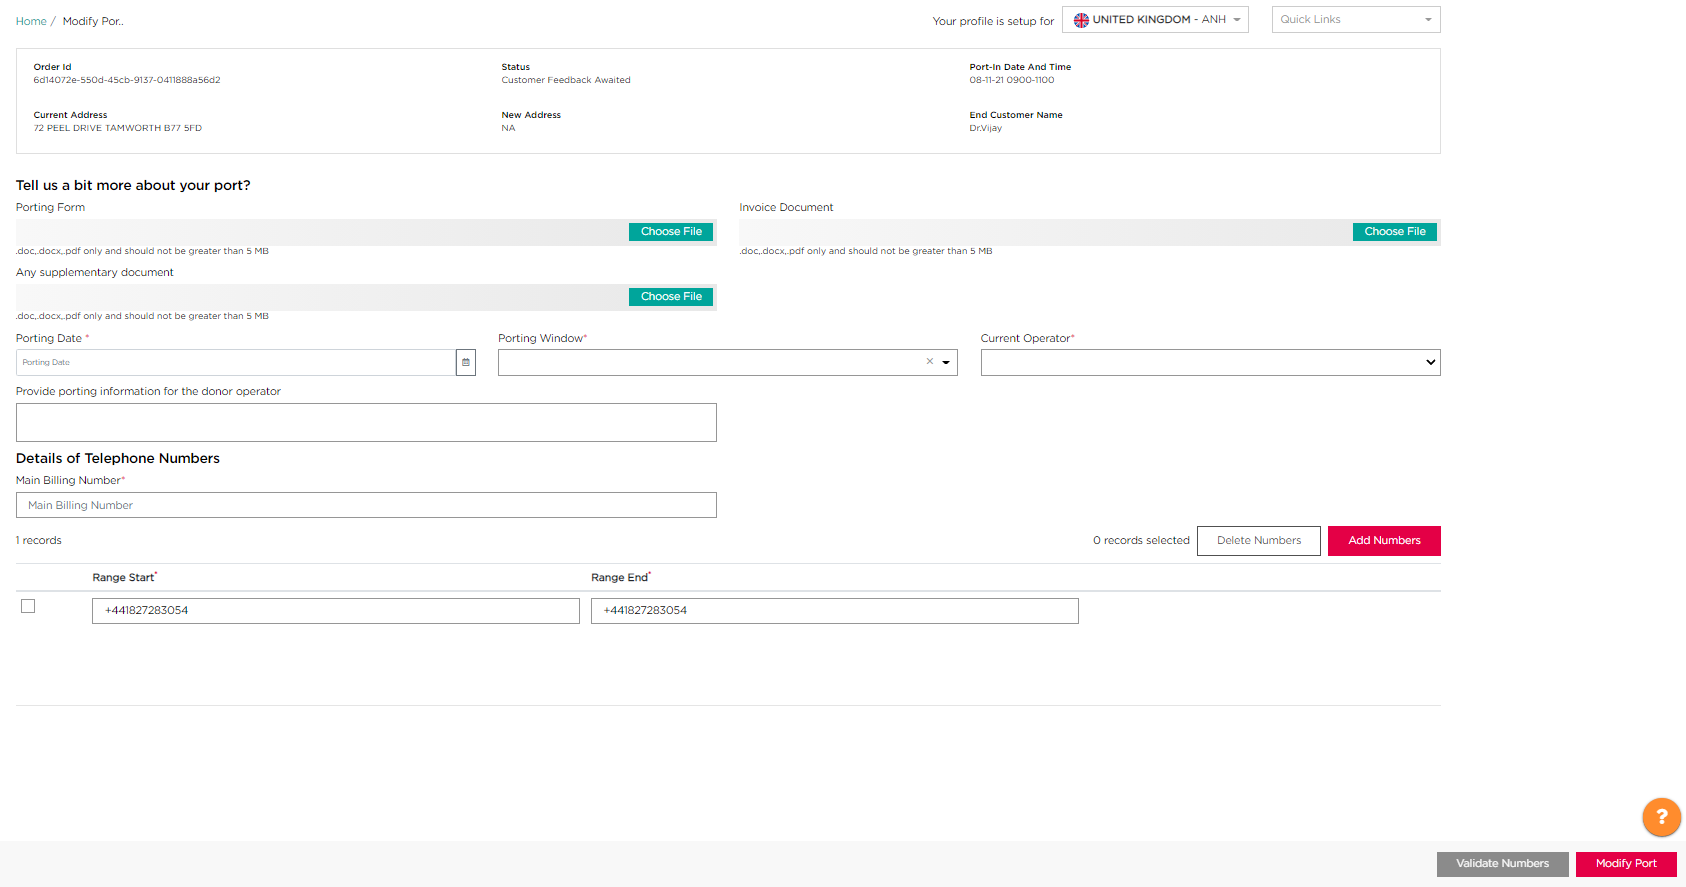 Home / Modify Por..
Your profile is setup for
UNITED KINGDOM - ANH
Quick Links
Order Id
6d14072e-550d-45cb-9137-0411888a56d2
Status
Customer Feedback Awaited
Port-In Date And Time
08-11-21 0900-1100
Current Address
72 PEEL DRIVE TAMWORTH B77 5FD
New Address
NA
End Customer Name
Dr.Vijay
Tell us a bit more about your port?
Porting Form
Choose File
.doc,.docx,.pdf only and should not be greater than 5 MB
Invoice Document
Choose File
.doc,.docx,.pdf only and should not be greater than 5 MB
Any supplementary document
Choose File
.doc,.docx,.pdf only and should not be greater than 5 MB
Porting Date *
Porting Date
Porting Window*
×
Current Operator*
Provide porting information for the donor operator
Details of Telephone Numbers
Main Billing Number*
Main Billing Number
1 records
0 records selected
Delete Numbers
Add Numbers
Range Start*
Range End*
+441827283054
+441827283054
?
Validate Numbers
Modify Port